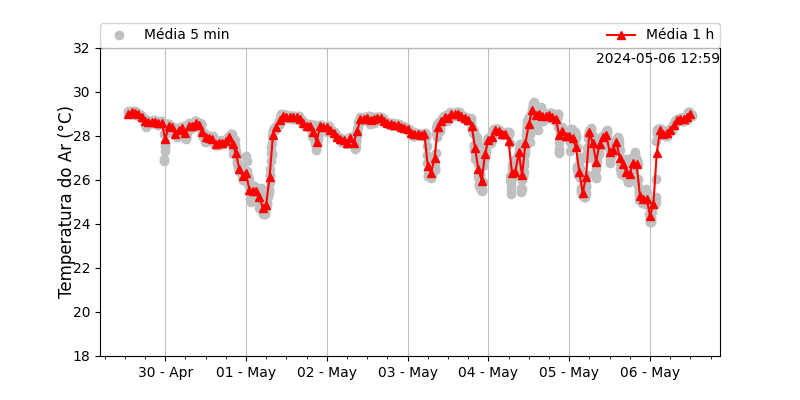 Média 5 min
Média 1 h
2024-05-06 12:59
Temperatura do Ar (°C)
32
30
28
26
24
22
20
18
30 - Apr
01 - May
02 - May
03 - May
04 - May
05 - May
06 - May